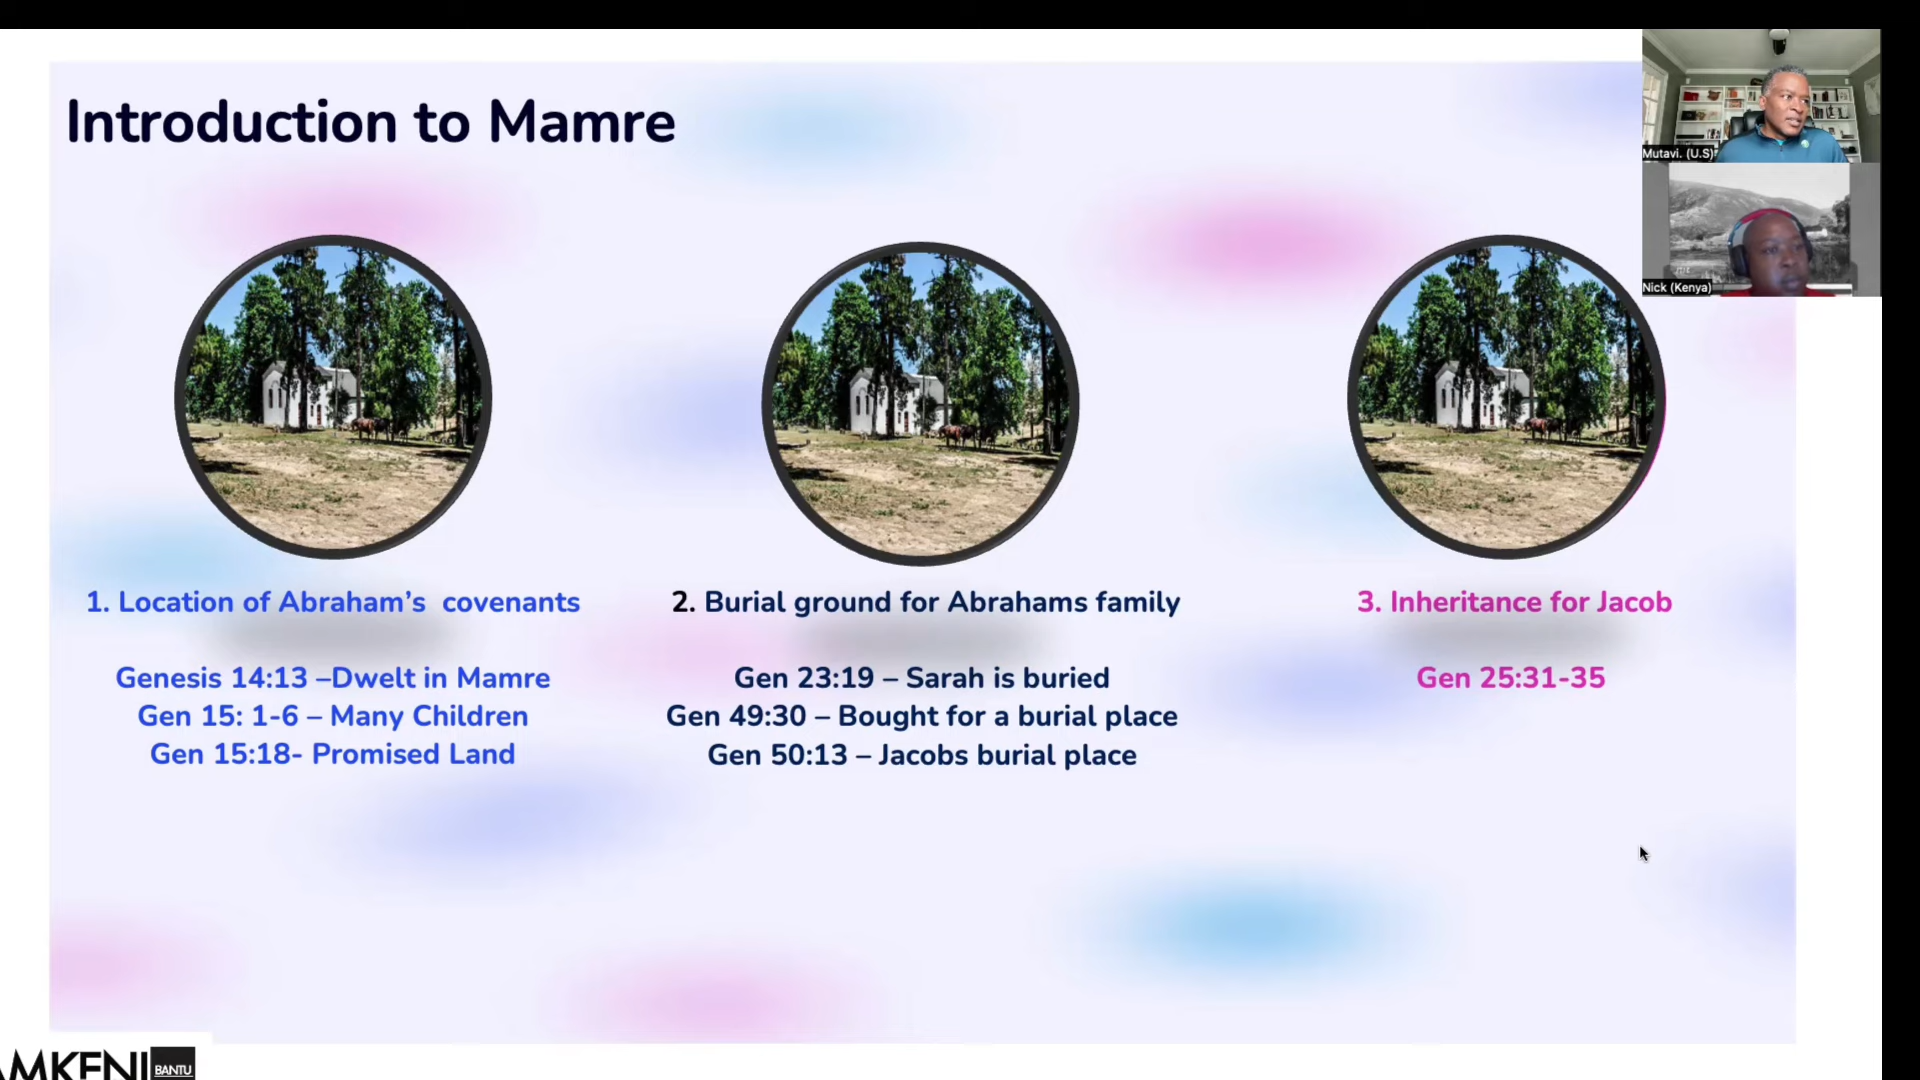 Introduction to Mamre
Mutavi. (U.S)
Nick (Kenya)
1. Location of Abraham’s covenants
Genesis 14:13 –Dwelt in Mamre
Gen 15: 1-6 – Many Children
Gen 15:18- Promised Land
2. Burial ground for Abrahams family
Gen 23:19 – Sarah is buried
Gen 49:30 – Bought for a burial place
Gen 50:13 – Jacobs burial place
3. Inheritance for Jacob
Gen 25:31-35
AMKENI BANTU